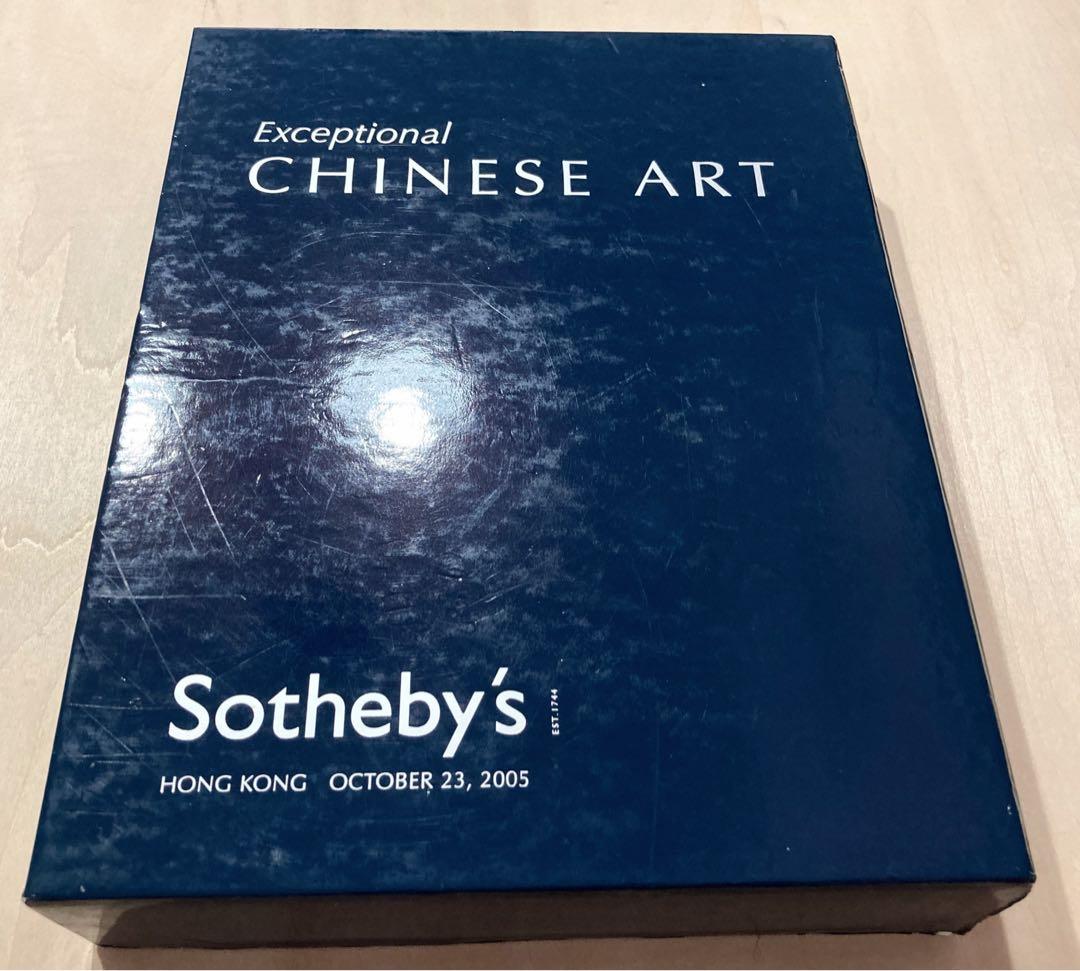 Exceptional
CHINESE ART
Sotheby's
EST. 1744
HONG KONG OCTOBER 23, 2005